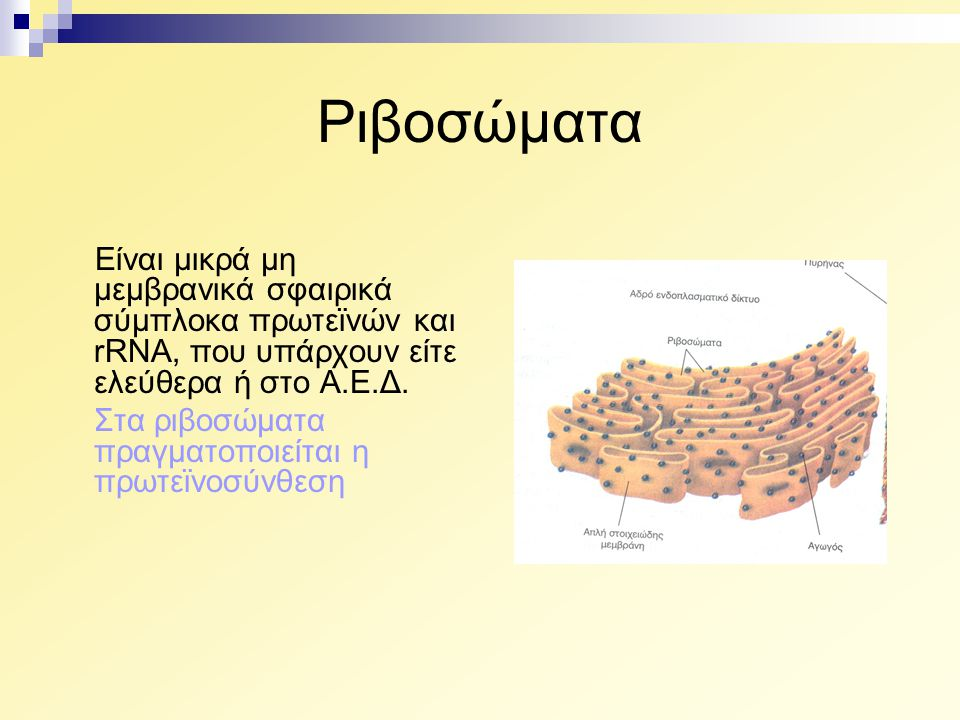 Ριβοσώματα
Είναι μικρά μη
μεμβρανικά σφαιρικά
σύμπλοκα πρωτεϊνών και
rRNA, που υπάρχουν είτε
ελεύθερα ή στο Α.Ε.Δ.
Στα ριβοσώματα
πραγματοποιείται η
πρωτεϊνοσύνθεση
Πυρήνας
Αδρό ενδοπλασματικό δίκτυο
Ριβοσώματα
Απλή στοιχειώδης
μεμβράνη
Αγωγός